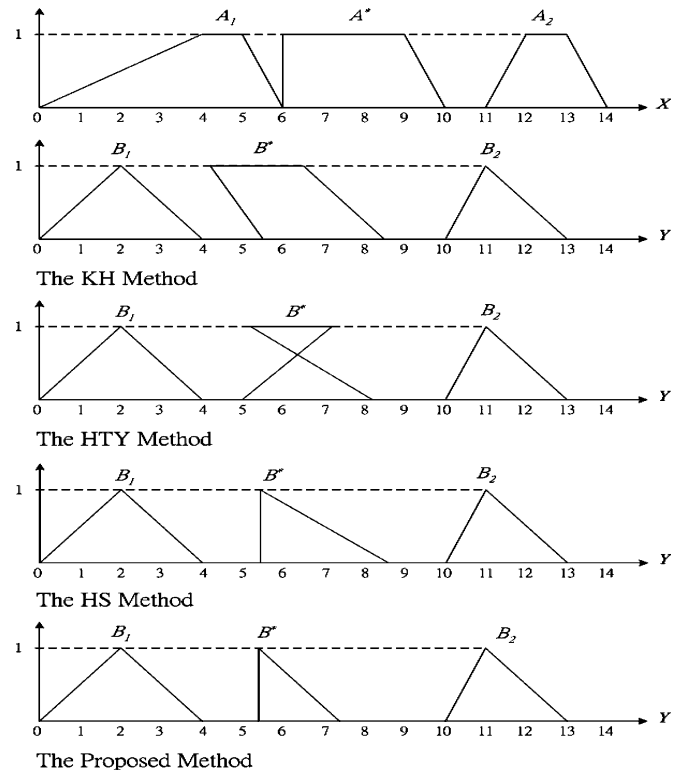 A1 A* A2
1
0 1 2 3 4 5 6 7 8 9 10 11 12 13 14 X
B1 B* B2
1
0 1 2 3 4 5 6 7 8 9 10 11 12 13 14 Y
The KH Method
B1 B* B2
1
0 1 2 3 4 5 6 7 8 9 10 11 12 13 14 Y
The HTY Method
B1 B* B2
1
0 1 2 3 4 5 6 7 8 9 10 11 12 13 14 Y
The HS Method
B1 B* B2
1
0 1 2 3 4 5 6 7 8 9 10 11 12 13 14 Y
The Proposed Method